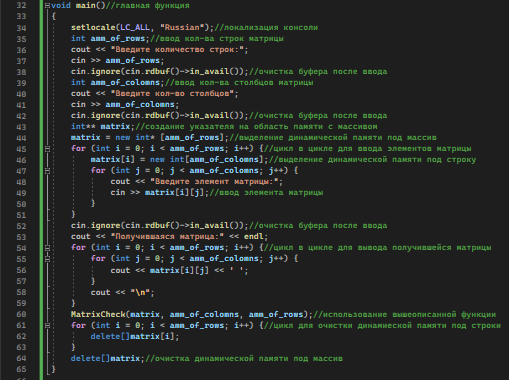 32 void main()//главная функция
33 {
34 setlocale(LC_ALL, "Russian");//локализация консоли
35 int amm_of_rows;//ввод кол-ва строк матрицы
36 cout << "Введите количество строк:";
37 cin >> amm_of_rows;
38 cin.ignore(cin.rdbuf()->in_avail());//очистка буфера после ввода
39 int amm_of_columns;//ввод кол-ва столбцов матрицы
40 cout << "Введите кол-во столбцов";
41 cin >> amm_of_columns;
42 cin.ignore(cin.rdbuf()->in_avail());//очистка буфера после ввода
43 int** matrix;//создание указателя на область памяти с массивом
44 matrix = new int* [amm_of_rows];//выделение динамической памяти под массив
45 for (int i = 0; i < amm_of_rows; i++) {//цикл в цикле для ввода элементов матрицы
46 matrix[i] = new int[amm_of_columns];//выделение динамической памяти под строку
47 for (int j = 0; j < amm_of_columns; j++) {
48 cout << "Введите элемент матрицы:";
49 cin >> matrix[i][j];//ввод элемента матрицы
50 }
51 }
52 cin.ignore(cin.rdbuf()->in_avail());//очистка буфера после ввода
53 cout << "Получившаяся матрица:" << endl;
54 for (int i = 0; i < amm_of_rows; i++) {//цикл в цикле для вывода получившейся матрицы
55 for (int j = 0; j < amm_of_columns; j++) {
56 cout << matrix[i][j] << ' ';
57 }
58 cout << "\n";
59 }
60 MatrixCheck(matrix, amm_of_columns, amm_of_rows);//использование вышеописанной функции
61 for (int i = 0; i < amm_of_rows; i++) {//цикл для очистки динамиеской памяти под строки
62 delete[]matrix[i];
63 }
64 delete[]matrix;//очистка динамической памяти под массив
65 }